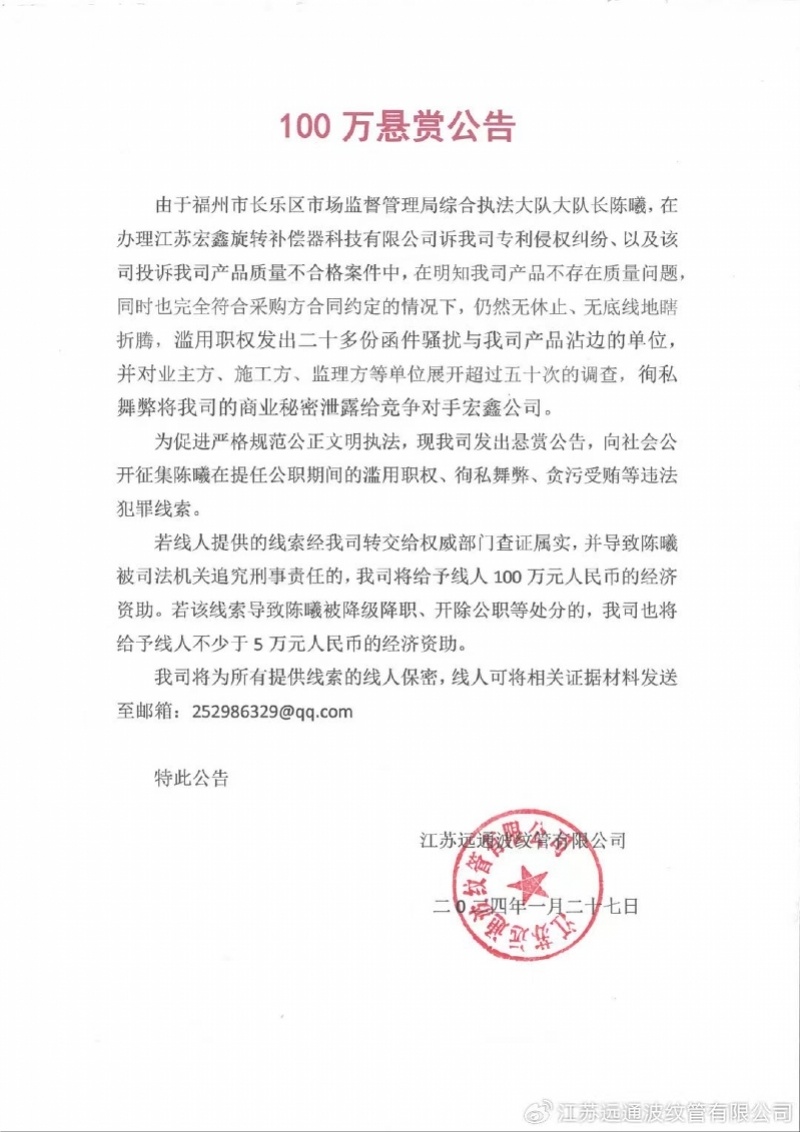 100 万悬赏公告
由于福州市长乐区市场监督管理局综合执法大队大队长陈曦，在
办理江苏宏鑫旋转补偿器科技有限公司诉我司专利侵权纠纷、以及该
司投诉我司产品质量不合格案件中，在明知我司产品不存在质量问题，
同时也完全符合采购方合同约定的情况下，仍然无休止、无底线地瞎
折腾，滥用职权发出二十多份函件骚扰与我司产品沾边的单位，
并对业主方、施工方、监理方等单位展开超过五十次的调查，徇私
舞弊将我司的商业秘密泄露给竞争对手宏鑫公司。
为促进严格规范公正文明执法，现我司发出悬赏公告，向社会公
开征集陈曦在提任公职期间的滥用职权、徇私舞弊、贪污受贿等违法
犯罪线索。
若线人提供的线索经我司转交给权威部门查证属实，并导致陈曦
被司法机关追究刑事责任的，我司将给予线人 100 万元人民币的经济
资助。若该线索导致陈曦被降级降职、开除公职等处分的，我司也将
给予线人不少于 5 万元人民币的经济资助。
我司将为所有提供线索的线人保密，线人可将相关证据材料发送
至邮箱：252986329@qq.com
特此公告
江苏远通波纹管有限公司
二0二四年一月二十七日
江苏远通波纹管有限公司
江苏远通波纹管有限公司